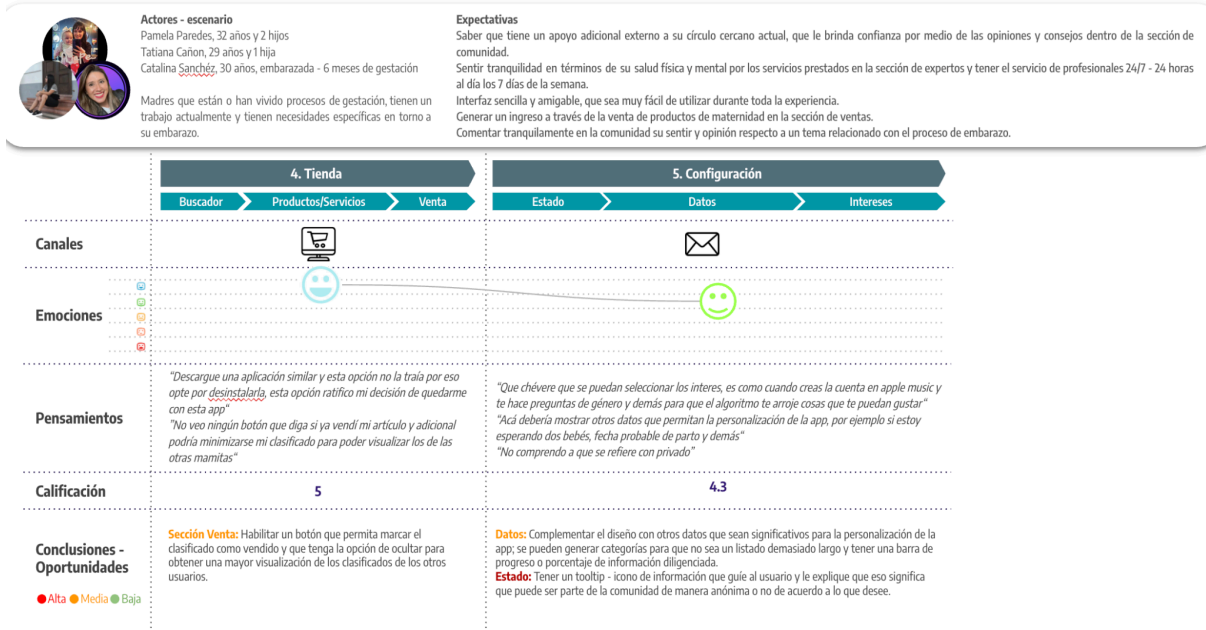 Actores - escenario
Pamela Paredes, 32 años y 2 hijos
Tatiana Cañon, 29 años y 1 hija
Catalina Sanchéz, 30 años, embarazada - 6 meses de gestación
Madres que están o han vivido procesos de gestación, tienen un
trabajo actualmente y tienen necesidades específicas en torno a
su embarazo.
Expectativas
Saber que tiene un apoyo adicional externo a su círculo cercano actual, que le brinda confianza por medio de las opiniones y consejos dentro de la sección de
comunidad.
Sentir tranquilidad en términos de su salud física y mental por los servicios prestados en la sección de expertos y tener el servicio de profesionales 24/7 - 24 horas
al día los 7 días de la semana.
Interfaz sencilla y amigable, que sea muy fácil de utilizar durante toda la experiencia.
Generar un ingreso a través de la venta de productos de maternidad en la sección de ventas.
Comentar tranquilamente en la comunidad su sentir y opinión respecto a un tema relacionado con el proceso de embarazo.
4. Tienda
5. Configuración
Buscador
Productos/Servicios
Venta
Estado
Datos
Intereses
Canales
Emociones
Pensamientos
“Descargue una aplicación similar y esta opción no la traía por eso
opte por desinstalarla, esta opción ratifico mi decisión de quedarme
con esta app“
”No veo ningún botón que diga si ya vendí mi artículo y adicional
podría minimizarse mi clasificado para poder visualizar los de las
otras mamitas“
“Que chévere que se puedan seleccionar los interes, es como cuando creas la cuenta en apple music y
te hace preguntas de género y demás para que el algoritmo te arroje cosas que te puedan gustar“
“Acá debería mostrar otros datos que permitan la personalización de la app, por ejemplo si estoy
esperando dos bebés, fecha probable de parto y demás“
“No comprendo a que se refiere con privado”
Calificación
5
4.3
Conclusiones -
Oportunidades
Alta Media Baja
Sección Venta: Habilitar un botón que permita marcar el
clasificado como vendido y que tenga la opción de ocultar para
obtener una mayor visualización de los clasificados de los otros
usuarios.
Datos: Complementar el diseño con otros datos que sean significativos para la personalización de la
app; se pueden generar categorías para que no sea un listado demasiado largo y tener una barra de
progreso o porcentaje de información diligenciada.
Estado: Tener un tooltip - icono de información que guíe al usuario y le explique que eso significa
que puede ser parte de la comunidad de manera anónima o no de acuerdo a lo que desee.